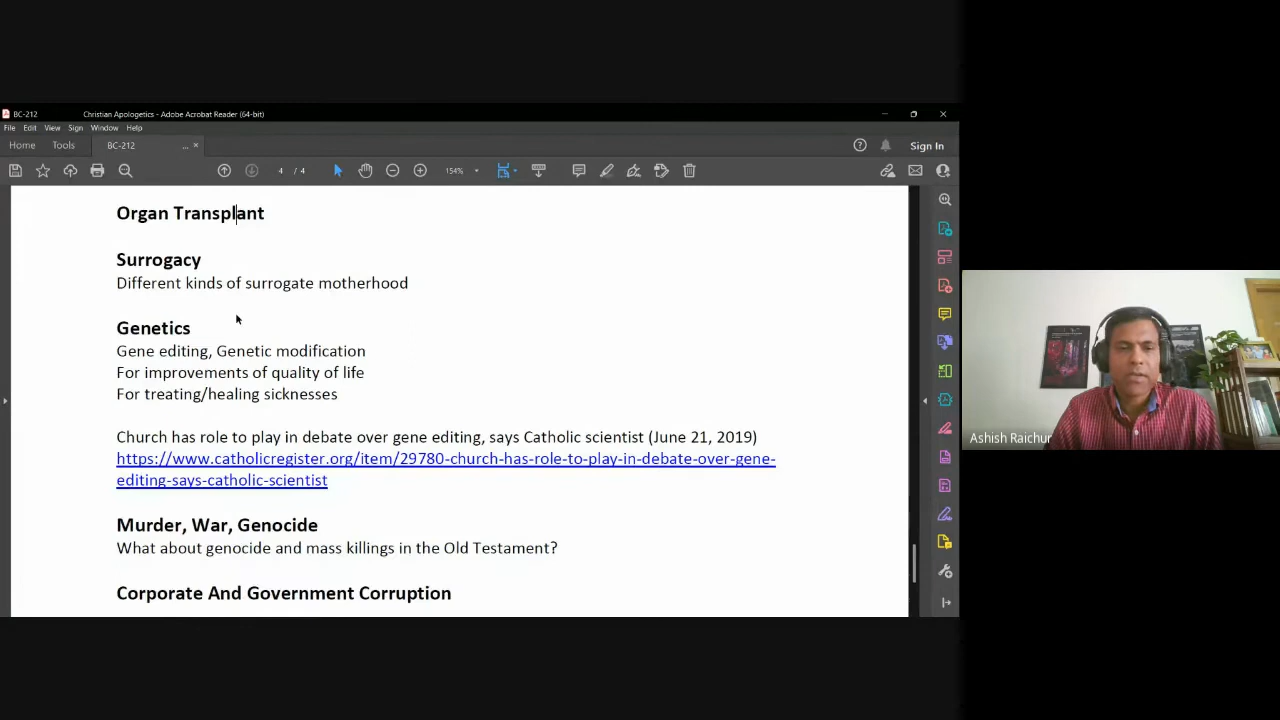 BC-212 Christian Apologetics - Adobe Acrobat Reader (64-bit)
File Edit View Sign Window Help
Home Tools BC-212 ... × Sign In
4 / 4 154%
Organ Transplant
Surrogacy
Different kinds of surrogate motherhood
Genetics
Gene editing, Genetic modification
For improvements of quality of life
For treating/healing sicknesses
Church has role to play in debate over gene editing, says Catholic scientist (June 21, 2019)
https://www.catholicregister.org/item/29780-church-has-role-to-play-in-debate-over-gene-
editing-says-catholic-scientist
Murder, War, Genocide
What about genocide and mass killings in the Old Testament?
Corporate And Government Corruption
Ashish Raichur